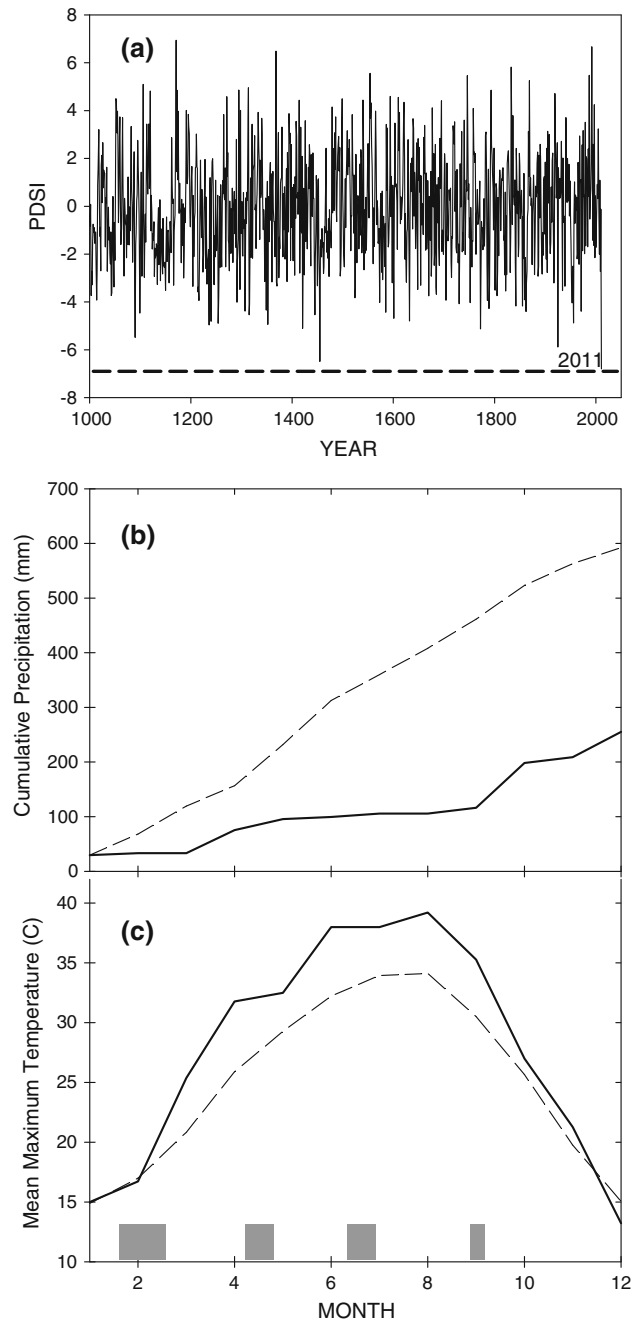 (a)
8
6
4
2
0
-2
-4
-6
-8
PDSI
2011
1000 1200 1400 1600 1800 2000
YEAR
(b)
700
600
500
400
300
200
100
0
Cumulative Precipitation (mm)
(c)
40
35
30
25
20
15
10
Mean Maximum Temperature (C)
2 4 6 8 10 12
MONTH